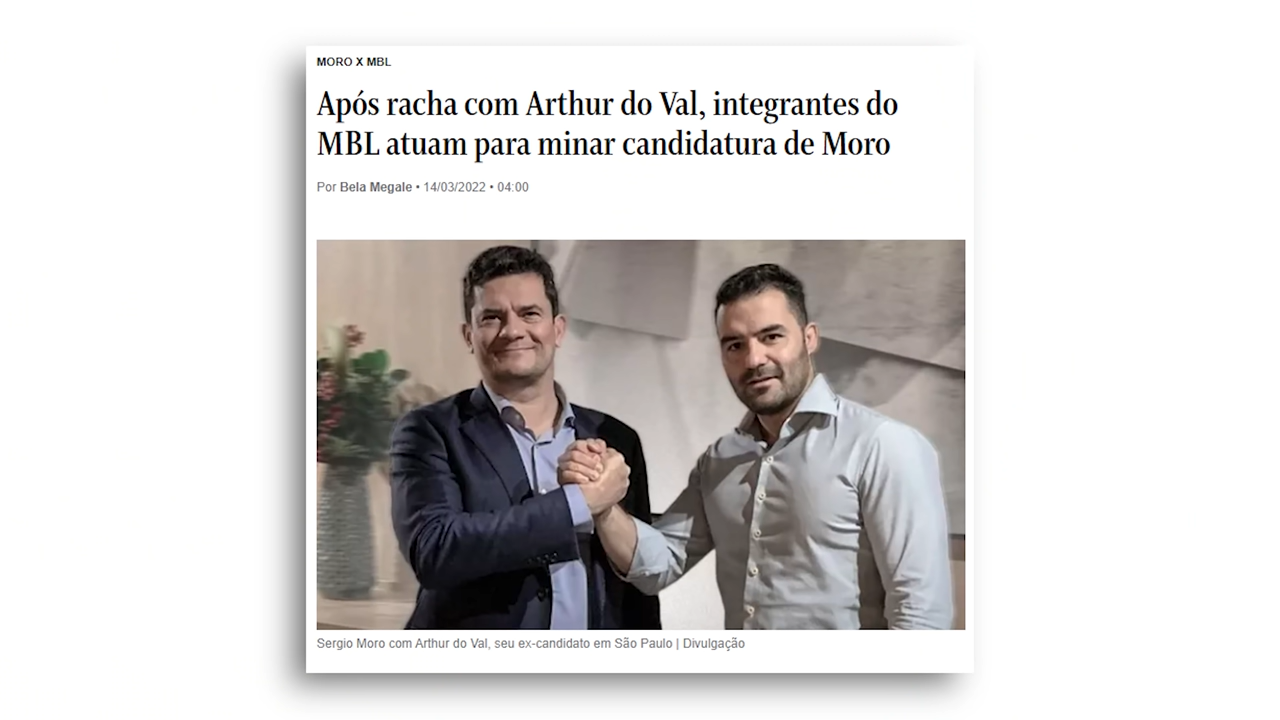 MORO X MBL
Após racha com Arthur do Val, integrantes do
MBL atuam para minar candidatura de Moro
Por Bela Megale • 14/03/2022 • 04:00
Sergio Moro com Arthur do Val, seu ex-candidato em São Paulo | Divulgação